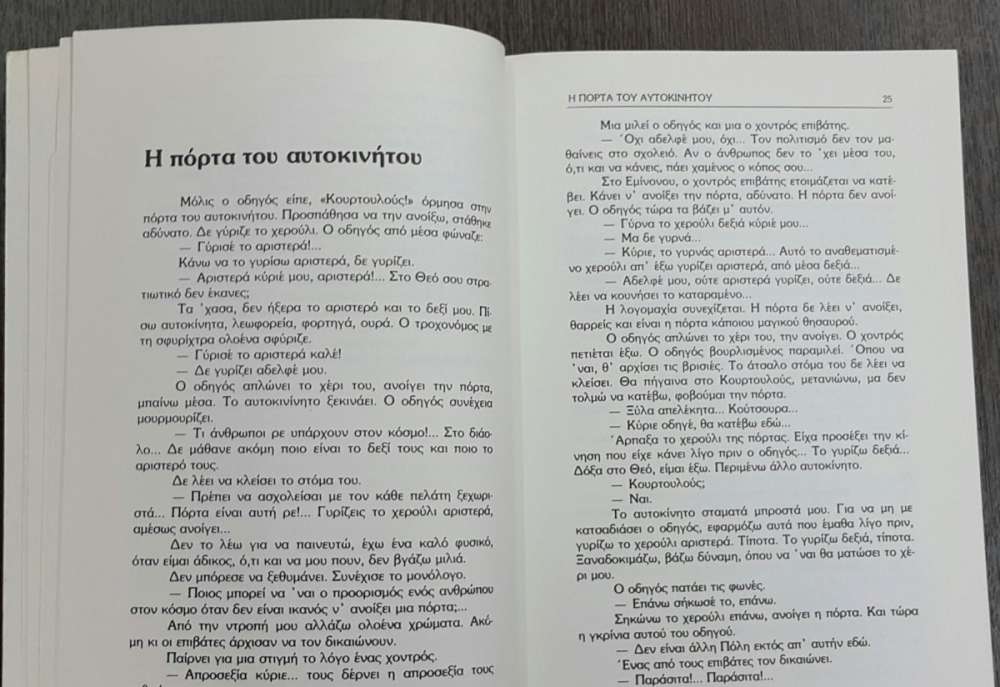 Η πόρτα του αυτοκινήτου
Μόλις ο οδηγός είπε, «Κουρτουλούς!» όρμησα στην
πόρτα του αυτοκινήτου. Προσπάθησα να την ανοίξω, στάθηκε
αδύνατο. Δε γύριζε το χερούλι. Ο οδηγός από μέσα φώναζε:
— Γύρισέ το αριστερά!...
Κάνω να το γυρίσω αριστερά, δε γυρίζει.
— Αριστερά κύριέ μου, αριστερά!... Στο Θεό σου στρα-
τιωτικό δεν έκανες;
Τα ᾿χασα, δεν ήξερα το αριστερό και το δεξί μου. Πί-
σω αυτοκίνητα, λεωφορεία, φορτηγά, ουρά. Ο τροχονόμος με
τη σφυρίχτρα ολοένα σφύριζε.
— Γύρισέ το αριστερά καλέ!
— Δε γυρίζει αδελφέ μου.
Ο οδηγός απλώνει το χέρι του, ανοίγει την πόρτα,
μπαίνω μέσα. Το αυτοκινίνητο ξεκινάει. Ο οδηγός συνέχεια
μουρμουρίζει.
— Τι άνθρωποι ρε υπάρχουν στον κόσμο!... Στο διάο-
λο... Δε μάθανε ακόμη ποιο είναι το δεξί τους και ποιο το
αριστερό τους.
Δε λέει να κλείσει το στόμα του.
— Πρέπει να ασχολείσαι με τον κάθε πελάτη ξεχωρι-
στά... Πόρτα είναι αυτή ρε!... Γυρίζεις το χερούλι αριστερά,
αμέσως ανοίγει...
Δεν το λέω για να παινευτώ, έχω ένα καλό φυσικό,
όταν είμαι άδικος, ό,τι και να μου πουν, δεν βγάζω μιλιά.
Δεν μπόρεσε να ξεθυμάνει. Συνέχισε το μονόλογο.
— Ποιος μπορεί να ᾿ναι ο προορισμός ενός ανθρώπου
στον κόσμο όταν δεν είναι ικανός ν᾿ ανοίξει μια πόρτα;...
Από την ντροπή μου αλλάζω ολοένα χρώματα. Ακό-
μη κι οι επιβάτες άρχισαν να τον δικαιώνουν.
Παίρνει για μια στιγμή το λόγο ένας χοντρός.
— Απροσεξία κύριε... τους δέρνει η απροσεξία τους
Η ΠΟΡΤΑ ΤΟΥ ΑΥΤΟΚΙΝΗΤΟΥ 25
Μια μιλεί ο οδηγός και μια ο χοντρός επιβάτης.
— ᾿Οχι αδελφέ μου, όχι... Τον πολιτισμό δεν τον μα-
θαίνεις στο σχολειό. Αν ο άνθρωπος δεν το ᾿χει μέσα του,
ό,τι και να κάνεις, πάει χαμένος ο κόπος σου...
Στο Εμίνονου, ο χοντρός επιβάτης ετοιμάζεται να κατέ-
βει. Κάνει ν᾿ ανοίξει την πόρτα, αδύνατο. Η πόρτα δεν ανοί-
γει. Ο οδηγός τώρα τα βάζει μ᾿ αυτόν.
— Γύρνα το χερούλι δεξιά κύριέ μου...
— Μα δε γυρνά...
— Κύριε, το γυρνάς αριστερά... Αυτό το αναθεματισμέ-
νο χερούλι απ᾿ έξω γυρίζει αριστερά, από μέσα δεξιά...
— Αδελφέ μου, ούτε αριστερά γυρίζει, ούτε δεξιά... Δε
λέει να κουνήσει το καταραμένο...
Η λογομαχία συνεχίζεται. Η πόρτα δε λέει ν᾿ ανοίξει,
θαρρείς και είναι η πόρτα κάποιου μαγικού θησαυρού.
Ο οδηγός απλώνει το χέρι του, την ανοίγει. Ο χοντρός
πετιέται έξω. Ο οδηγός βουρλισμένος παραμιλεί. ᾿Οπου να
᾿ναι, θ᾿ αρχίσει τις βρισιές. Το άτσαλο στόμα του δε λέει να
κλείσει. Θα πήγαινα στο Κουρτουλούς, μετανιώνω, μα δεν
τολμώ να κατέβω, φοβούμαι την πόρτα.
— Ξύλα απελέκητα... Κούτσουρα...
— Κύριε οδηγέ, θα κατέβω εδώ...
᾿Αρπαξα το χερούλι της πόρτας. Είχα προσέξει την κί-
νηση που είχε κάνει λίγο πριν ο οδηγός... Το γυρίζω δεξιά...
Δόξα στο Θεό, είμαι έξω. Περιμένω άλλο αυτοκίνητο.
— Κουρτουλούς;
— Ναι.
Το αυτοκίνητο σταματά μπροστά μου. Για να μη με
κατσαδιάσει ο οδηγός, εφαρμόζω αυτά που έμαθα λίγο πριν,
γυρίζω το χερούλι αριστερά. Τίποτα. Το γυρίζω δεξιά, τίποτα.
Ξαναδοκιμάζω, βάζω δύναμη, όπου να ᾿ναι θα ματώσει το χέ-
ρι μου.
Ο οδηγός πατάει τις φωνές.
— Επάνω σήκωσέ το, επάνω.
Σηκώνω το χερούλι επάνω, ανοίγει η πόρτα. Και τώρα
η γκρίνια αυτού του οδηγού.
— Δεν είναι άλλη Πόλη εκτός απ᾿ αυτήν εδώ.
᾿Ενας από τους επιβάτες τον δικαιώνει.
— Παράσιτα!... Παράσιτα!...